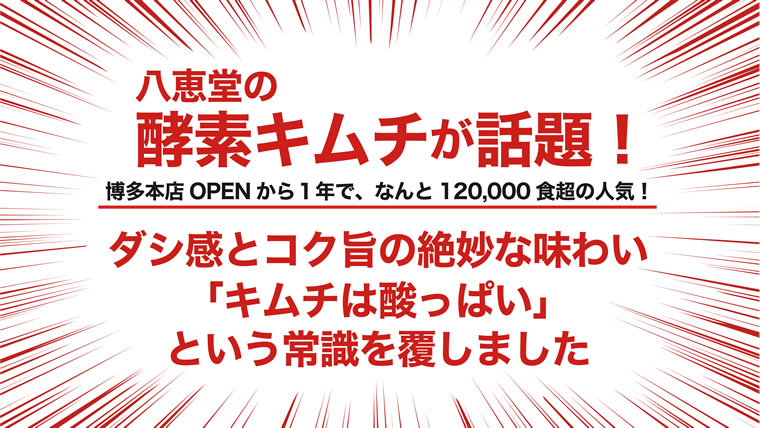 八恵堂の
酵素キムチが話題！
博多本店 OPEN から１年で、なんと 120,000 食超の人気！
ダシ感とコク旨の絶妙な味わい
「キムチは酸っぱい」
という常識を覆しました